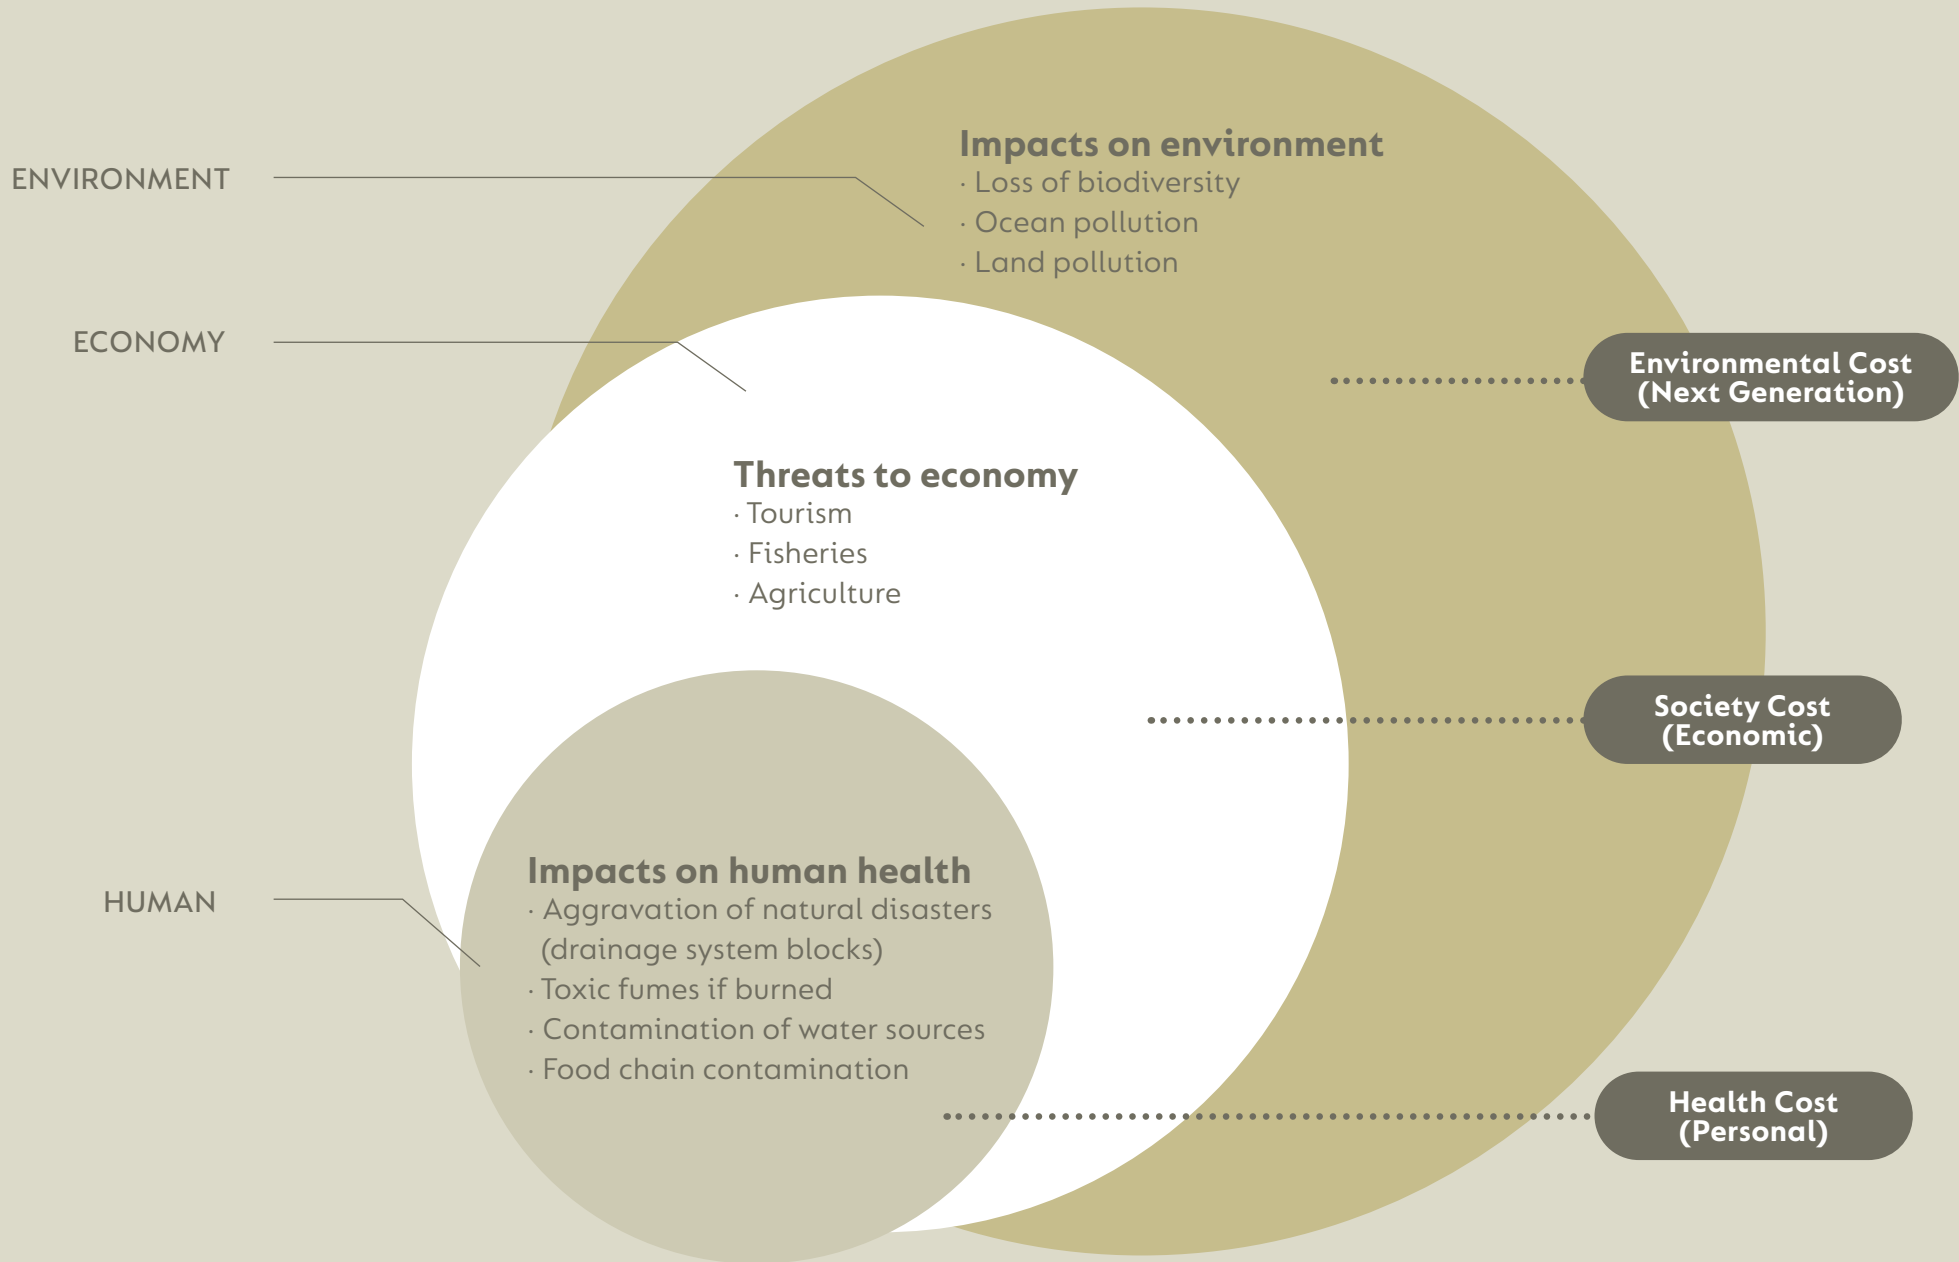 ENVIRONMENT
Impacts on environment
· Loss of biodiversity
· Ocean pollution
· Land pollution
ECONOMY
Environmental Cost
(Next Generation)
Threats to economy
· Tourism
· Fisheries
· Agriculture
Society Cost
(Economic)
HUMAN
Impacts on human health
· Aggravation of natural disasters
(drainage system blocks)
· Toxic fumes if burned
· Contamination of water sources
· Food chain contamination
Health Cost
(Personal)